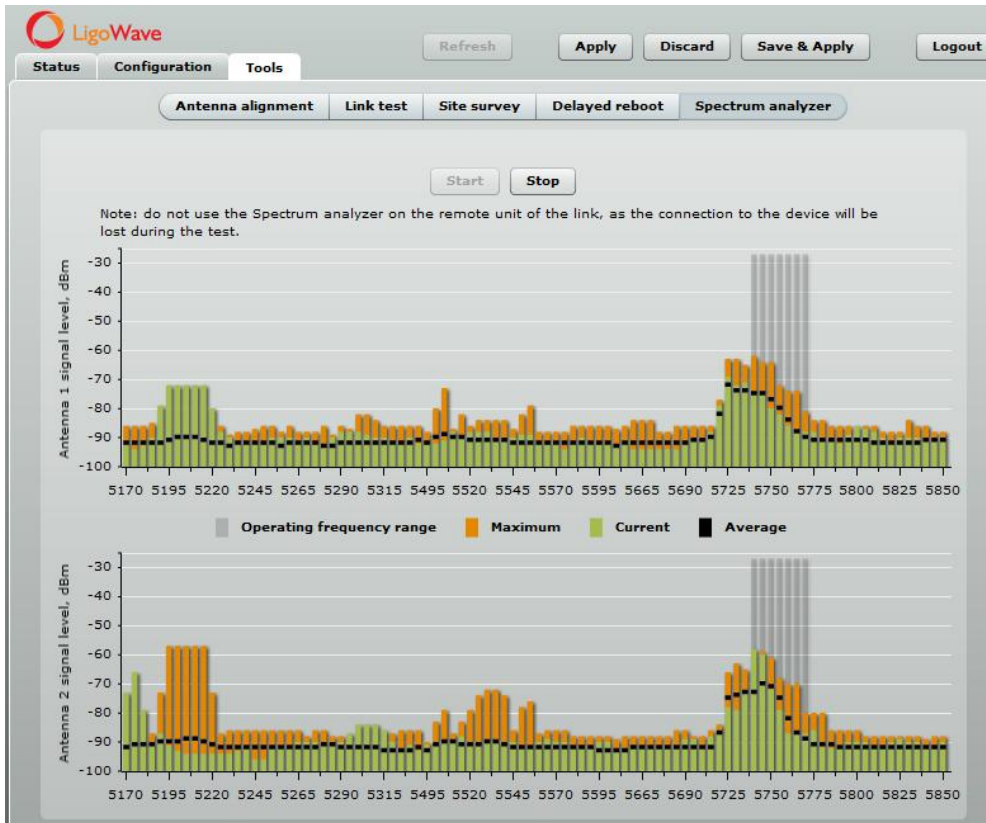 LigoWave
Refresh Apply Discard Save & Apply Logout
Status Configuration Tools
Antenna alignment Link test Site survey Delayed reboot Spectrum analyzer
Start Stop
Note: do not use the Spectrum analyzer on the remote unit of the link, as the connection to the device will be
lost during the test.
Antenna 1 signal level, dBm
-30
-40
-50
-60
-70
-80
-90
-100
5170 5195 5220 5245 5265 5290 5315 5495 5520 5545 5570 5595 5665 5690 5725 5750 5775 5800 5825 5850
Operating frequency range Maximum Current Average
Antenna 2 signal level, dBm
-30
-40
-50
-60
-70
-80
-90
-100
5170 5195 5220 5245 5265 5290 5315 5495 5520 5545 5570 5595 5665 5690 5725 5750 5775 5800 5825 5850